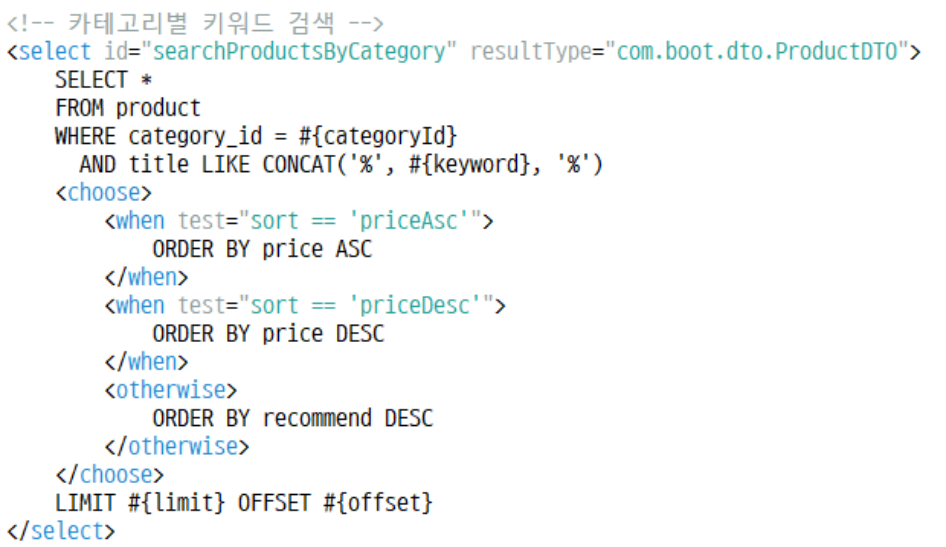 <!-- 카테고리별 키워드 검색 -->
<select id="searchProductsByCategory" resultType="com.boot.dto.ProductDTO">
    SELECT *
    FROM product
    WHERE category_id = #{categoryId}
      AND title LIKE CONCAT('%', #{keyword}, '%')
    <choose>
        <when test="sort == 'priceAsc'">
            ORDER BY price ASC
        </when>
        <when test="sort == 'priceDesc'">
            ORDER BY price DESC
        </when>
        <otherwise>
            ORDER BY recommend DESC
        </otherwise>
    </choose>
    LIMIT #{limit} OFFSET #{offset}
</select>